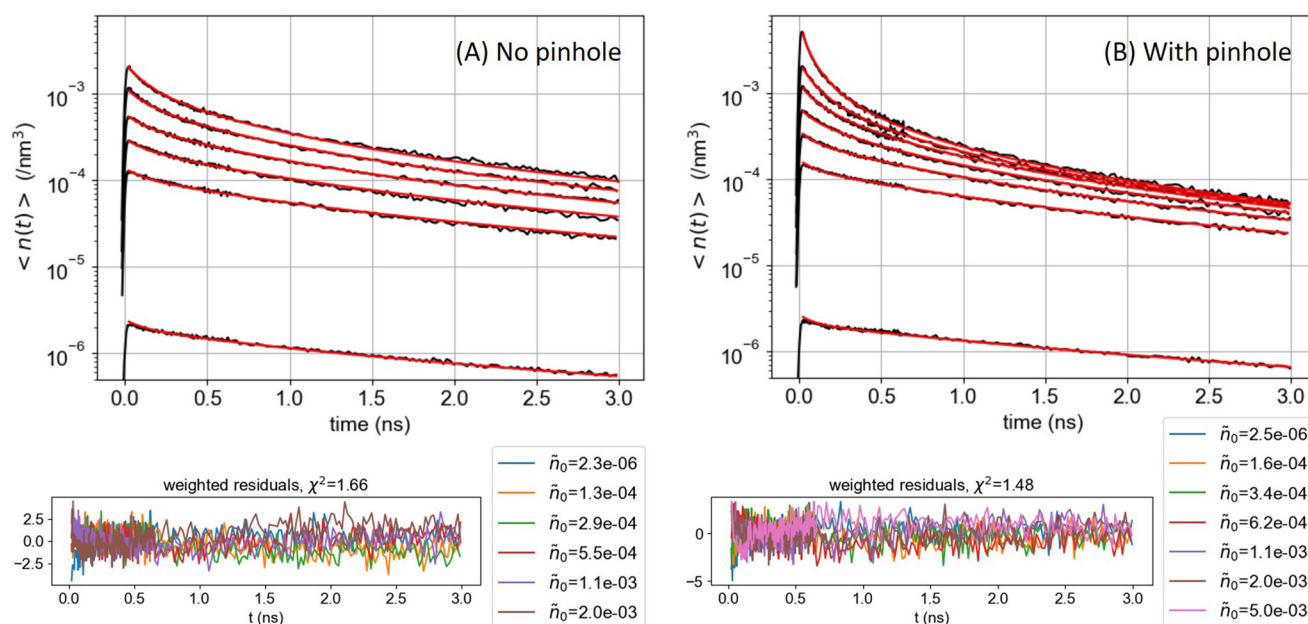 (A) No pinhole
10⁻³
10⁻⁴
10⁻⁵
10⁻⁶
< n(t) > (/nm³)
0.0 0.5 1.0 1.5 2.0 2.5 3.0
time (ns)
weighted residuals, χ²=1.66
2.5
0.0
−2.5
0.0 0.5 1.0 1.5 2.0 2.5 3.0
t (ns)
ñ₀=2.3e-06
ñ₀=1.3e-04
ñ₀=2.9e-04
ñ₀=5.5e-04
ñ₀=1.1e-03
ñ₀=2.0e-03
(B) With pinhole
10⁻³
10⁻⁴
10⁻⁵
10⁻⁶
< n(t) > (/nm³)
0.0 0.5 1.0 1.5 2.0 2.5 3.0
time (ns)
weighted residuals, χ²=1.48
0
−5
0.0 0.5 1.0 1.5 2.0 2.5 3.0
t (ns)
ñ₀=2.5e-06
ñ₀=1.6e-04
ñ₀=3.4e-04
ñ₀=6.2e-04
ñ₀=1.1e-03
ñ₀=2.0e-03
ñ₀=5.0e-03